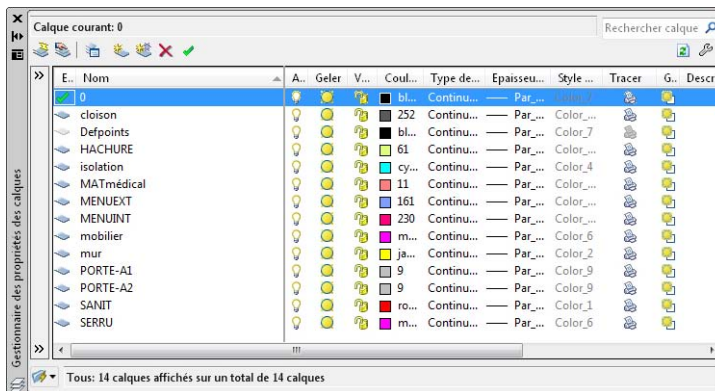 Calque courant: 0
Rechercher calque
E.. Nom A.. Geler V... Coul... Type de... Epaisseu... Style ... Tracer G.. Descr
0 bl... Continu... Par_... Color_7
cloison 252 Continu... Par_... Color_...
Defpoints bl... Continu... Par_... Color_7
HACHURE 61 Continu... Par_... Color_...
isolation cy... Continu... Par_... Color_4
MATmédical 11 Continu... Par_... Color_...
MENUEXT 161 Continu... Par_... Color_...
MENUINT 230 Continu... Par_... Color_...
mobilier m... Continu... Par_... Color_6
mur ja... Continu... Par_... Color_2
PORTE-A1 9 Continu... Par_... Color_9
PORTE-A2 9 Continu... Par_... Color_9
SANIT ro... Continu... Par_... Color_1
SERRU m... Continu... Par_... Color_6
Gestionnaire des propriétés des calques
Tous: 14 calques affichés sur un total de 14 calques